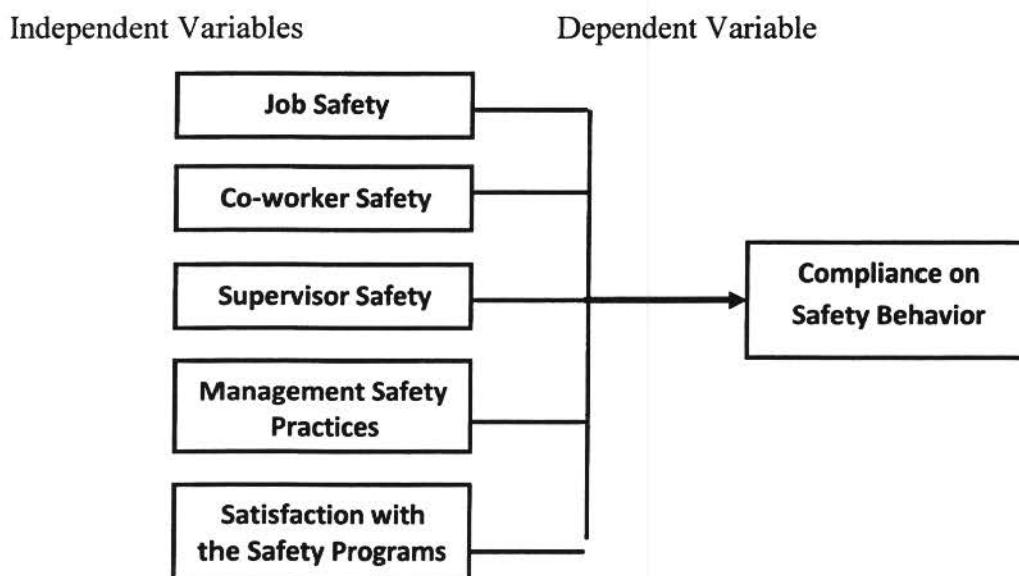 Independent Variables
Dependent Variable
Job Safety
Co-worker Safety
Supervisor Safety
Management Safety
Practices
Satisfaction with
the Safety Programs
Compliance on
Safety Behavior